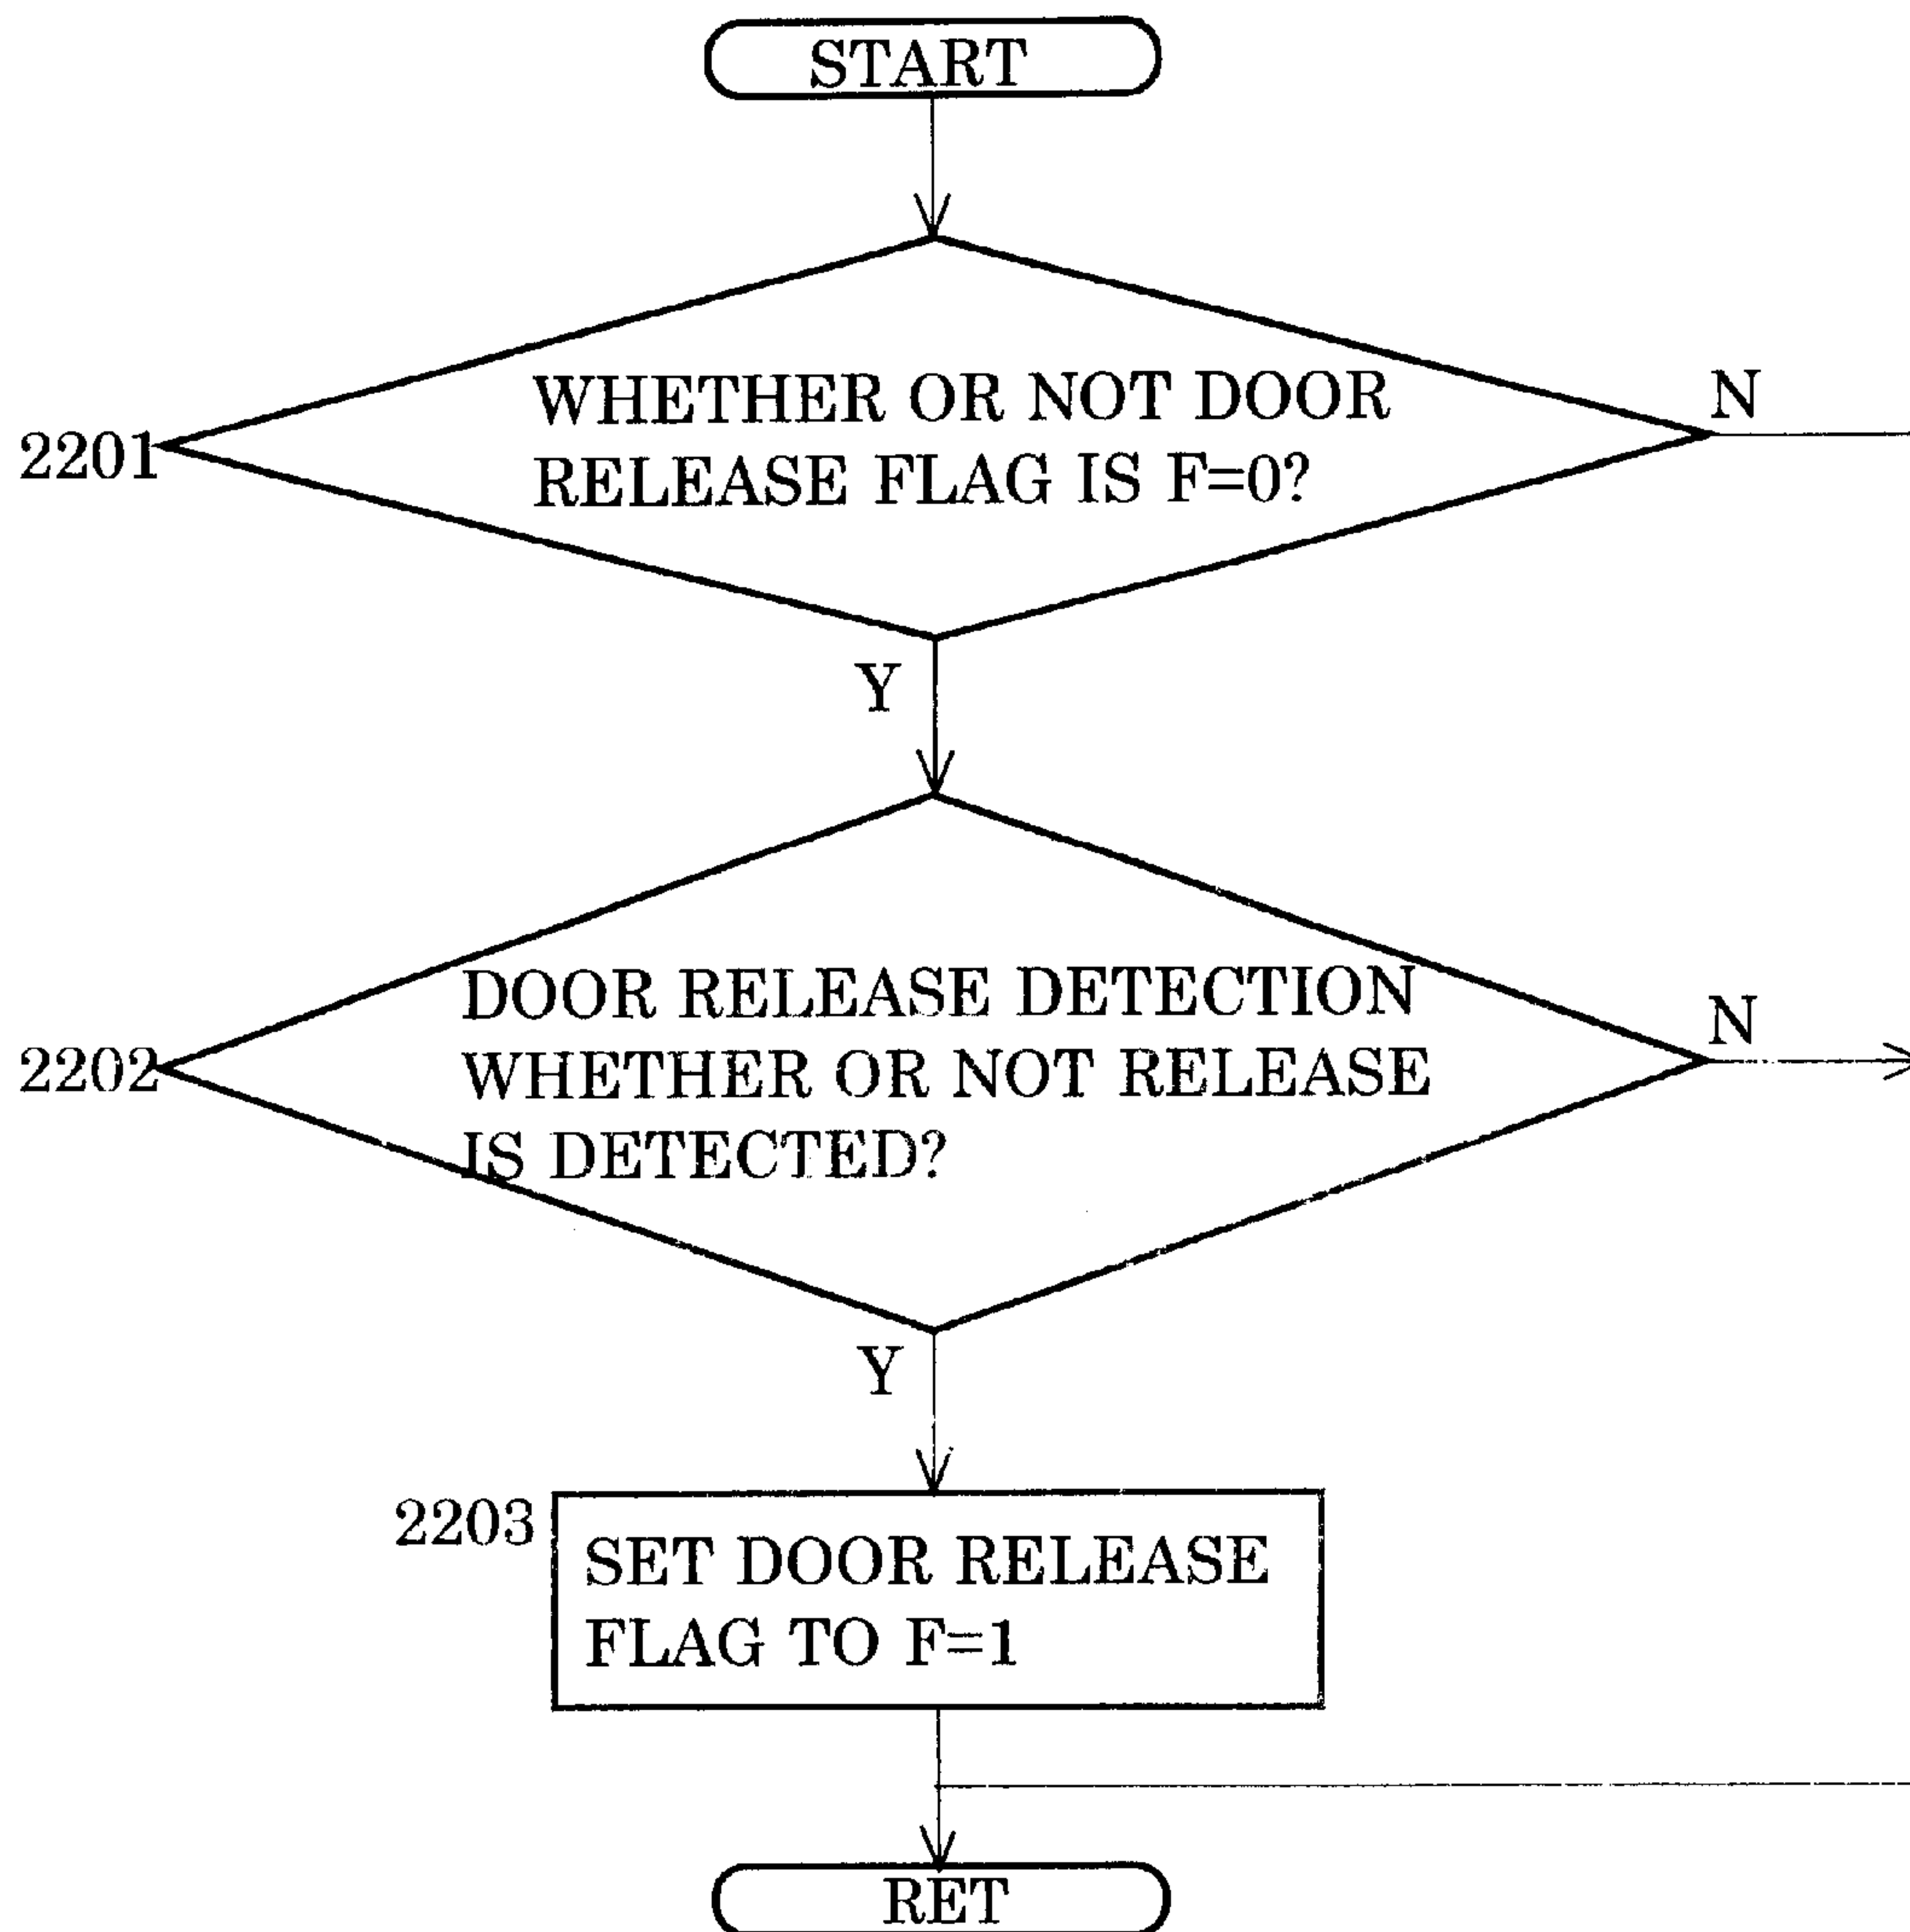 START
WHETHER OR NOT DOOR
RELEASE FLAG IS F=0?
N
2201
Y
DOOR RELEASE DETECTION
WHETHER OR NOT RELEASE
IS DETECTED?
N
2202
Y
2203
SET DOOR RELEASE
FLAG TO F=1
RET